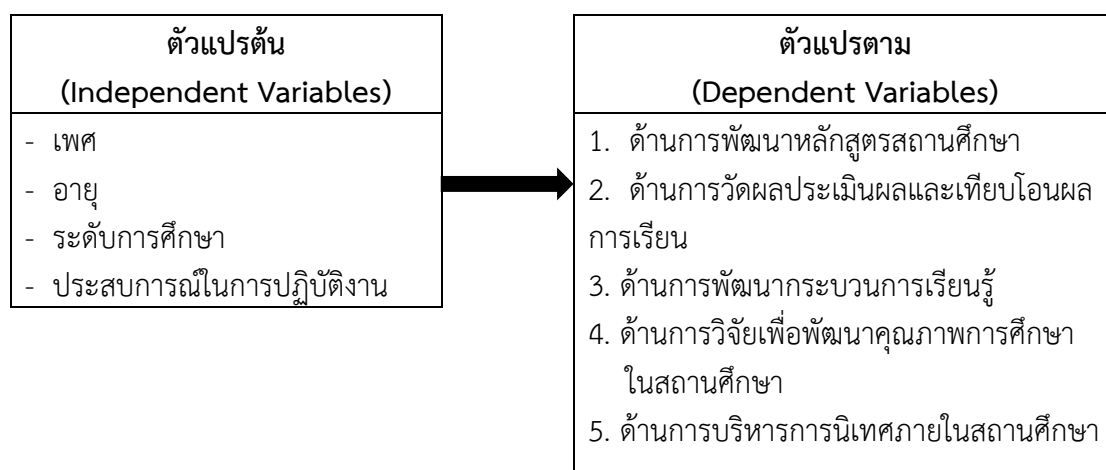 ตัวแปรต้น
(Independent Variables)
- เพศ
- อายุ
- ระดับการศึกษา
- ประสบการณ์ในการปฏิบัติงาน
ตัวแปรตาม
(Dependent Variables)
1. ด้านการพัฒนาหลักสูตรสถานศึกษา
2. ด้านการวัดผลประเมินผลและเทียบโอนผล
การเรียน
3. ด้านการพัฒนากระบวนการเรียนรู้
4. ด้านการวิจัยเพื่อพัฒนาคุณภาพการศึกษา
ในสถานศึกษา
5. ด้านการบริหารการนิเทศภายในสถานศึกษา